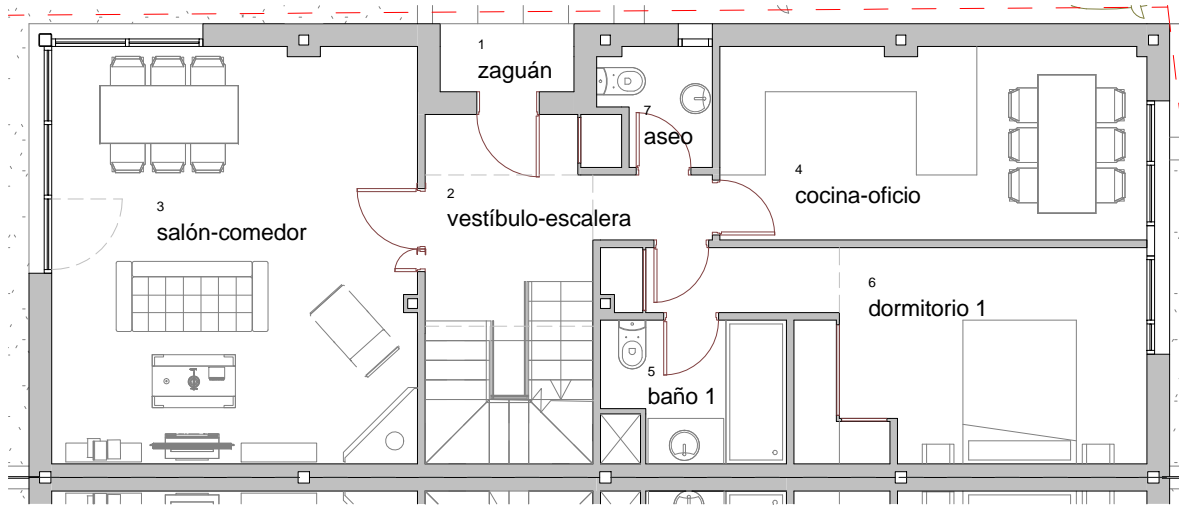 1
zaguán
7
aseo
2
vestíbulo-escalera
3
salón-comedor
4
cocina-oficio
6
dormitorio 1
5
baño 1